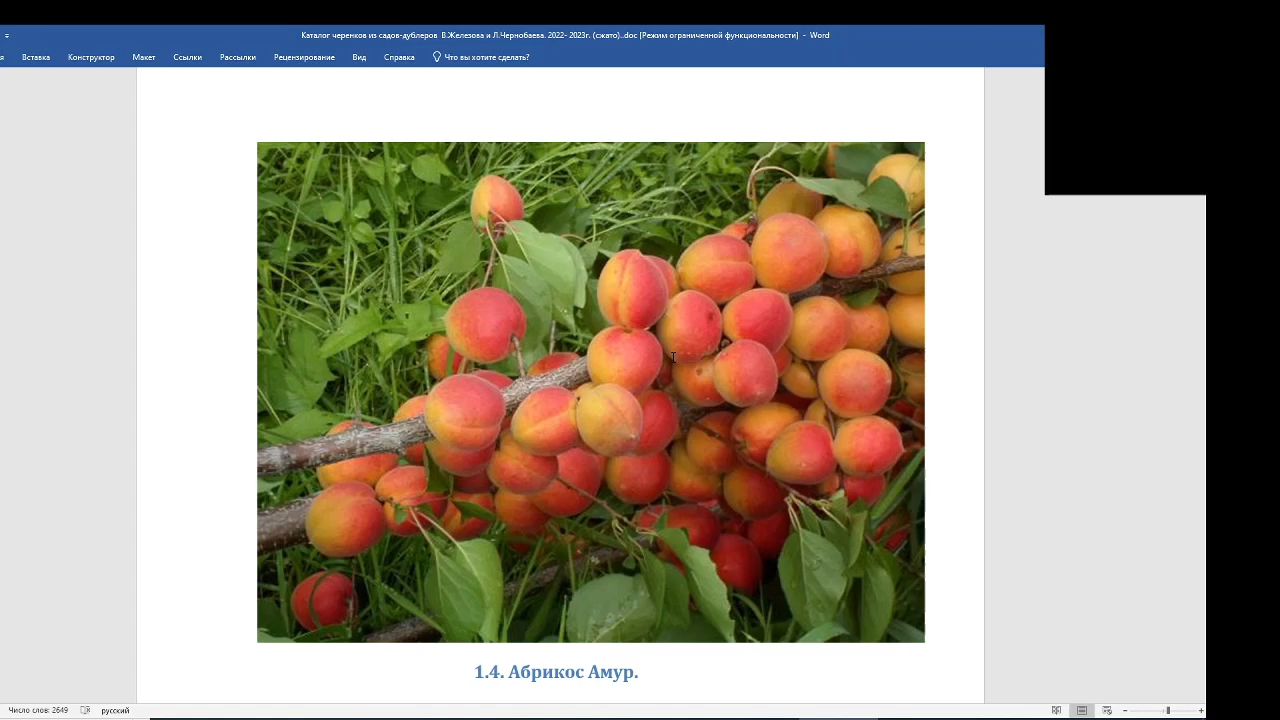 Каталог черенков из садов-дублеров В.Железова и Л.Чернобаева. 2022- 2023г. (сжато)..doc [Режим ограниченной функциональности] - Word
я Вставка Конструктор Макет Ссылки Рассылки Рецензирование Вид Справка Что вы хотите сделать?
1.4. Абрикос Амур.
Число слов: 2649 русский